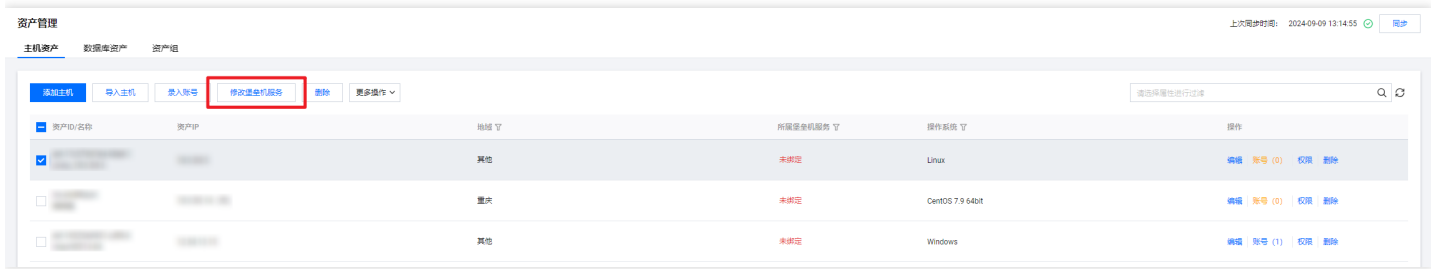 资产管理
上次同步时间: 2024-09-09 13:14:55 同步
主机资产 数据库资产 资产组
添加主机 导入主机 录入账号 修改堡垒机服务 删除 更多操作
请选择属性进行过滤
资产ID/名称 资产IP 地域 所属堡垒机服务 操作系统 操作
其他 未绑定 Linux 编辑 账号 (0) 权限 删除
重庆 未绑定 CentOS 7.9 64bit 编辑 账号 (0) 权限 删除
其他 未绑定 Windows 编辑 账号 (1) 权限 删除